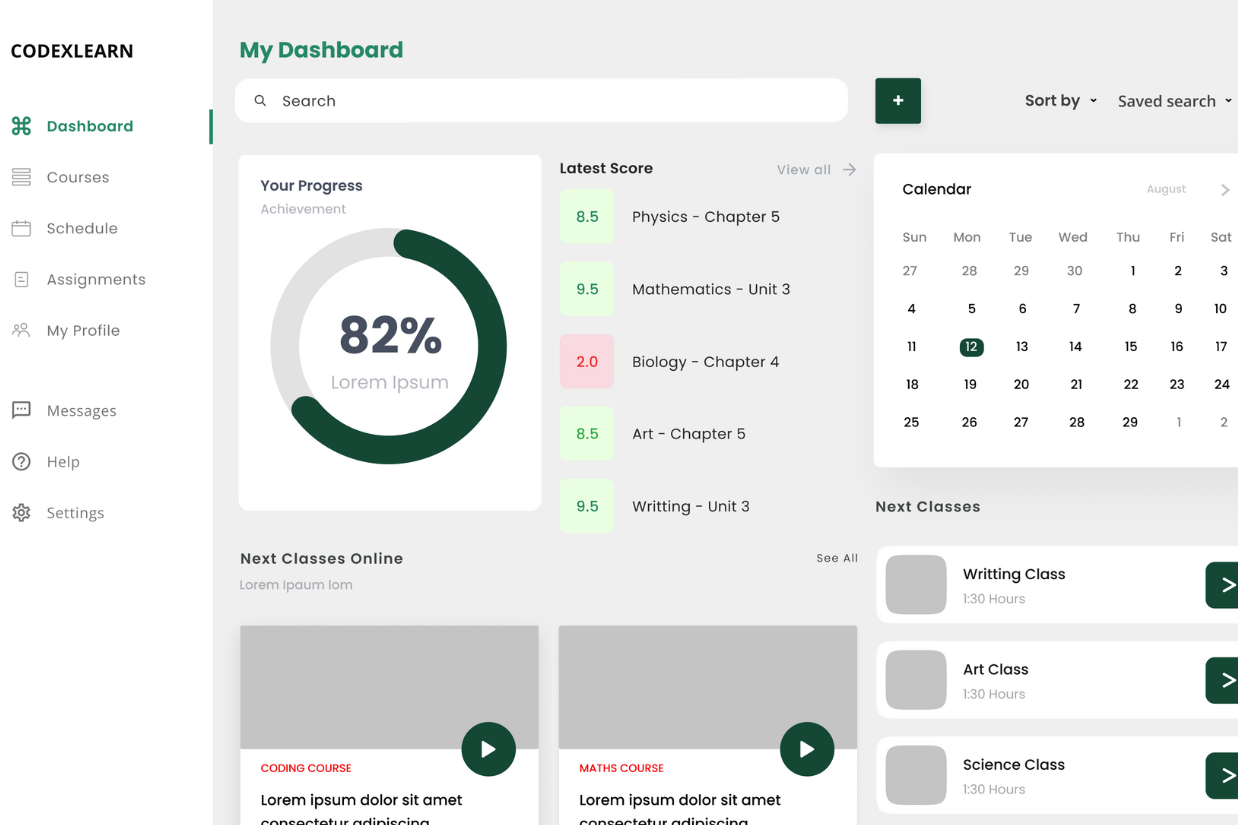 CODEXLEARN
Dashboard
Courses
Schedule
Assignments
My Profile
Messages
Help
Settings
My Dashboard
Search
+
Sort by
Saved search
Your Progress
Achievement
82%
Lorem Ipsum
Latest Score
View all
8.5 Physics - Chapter 5
9.5 Mathematics - Unit 3
2.0 Biology - Chapter 4
8.5 Art - Chapter 5
9.5 Writting - Unit 3
Calendar
August
Sun Mon Tue Wed Thu Fri Sat
27 28 29 30 1 2 3
4 5 6 7 8 9 10
11 12 13 14 15 16 17
18 19 20 21 22 23 24
25 26 27 28 29 1 2
Next Classes Online
See All
Lorem Ipaum lom
CODING COURSE
Lorem ipsum dolor sit amet
consectetur adipiscing
MATHS COURSE
Lorem ipsum dolor sit amet
consectetur adipiscing
Next Classes
Writting Class
1:30 Hours
Art Class
1:30 Hours
Science Class
1:30 Hours